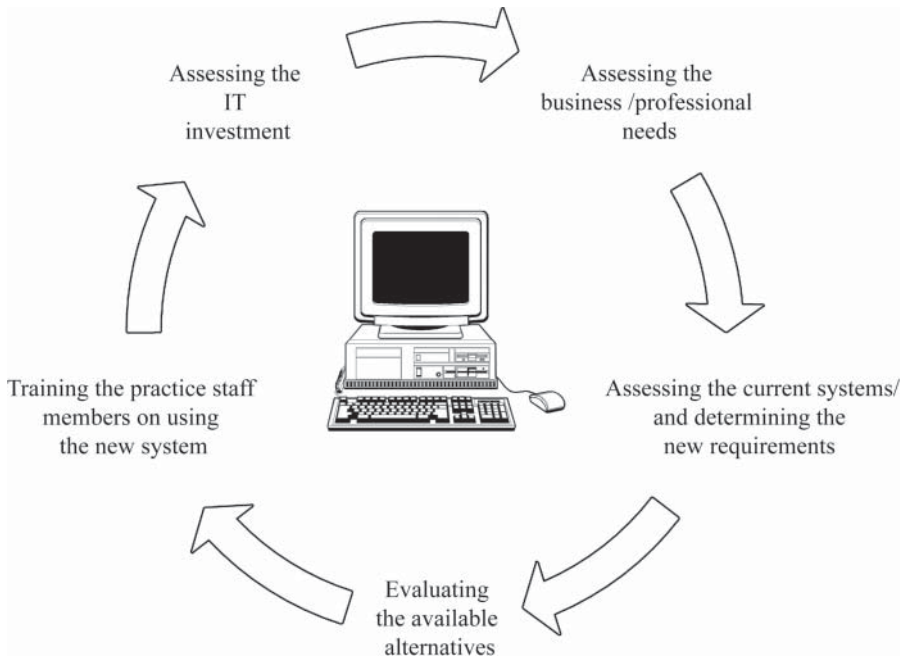 Assessing the
IT
investment
Assessing the
business /professional
needs
Assessing the current systems/
and determining the
new requirements
Evaluating
the available
alternatives
Training the practice staff
members on using
the new system